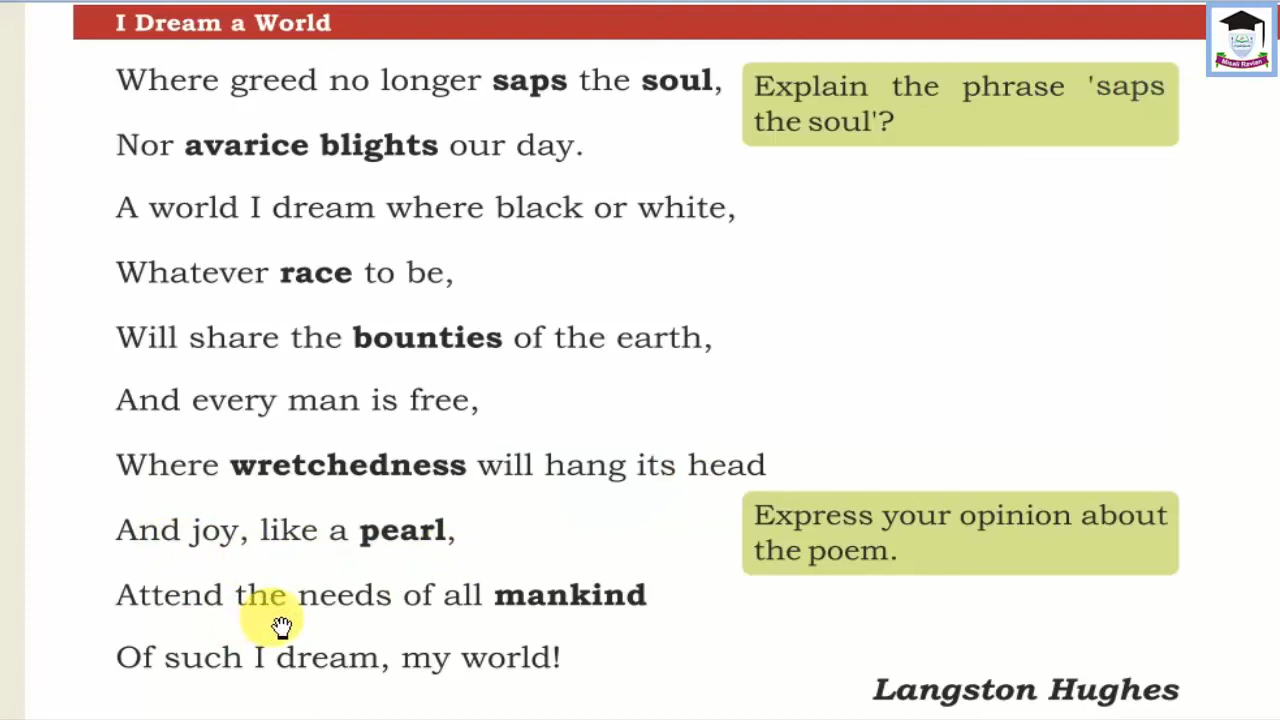 I Dream a World
Where greed no longer saps the soul,
Explain the phrase 'saps
the soul'?
Nor avarice blights our day.
A world I dream where black or white,
Whatever race to be,
Will share the bounties of the earth,
And every man is free,
Where wretchedness will hang its head
And joy, like a pearl,
Express your opinion about
the poem.
Attend the needs of all mankind
Of such I dream, my world!
Langston Hughes
Misali Ravian